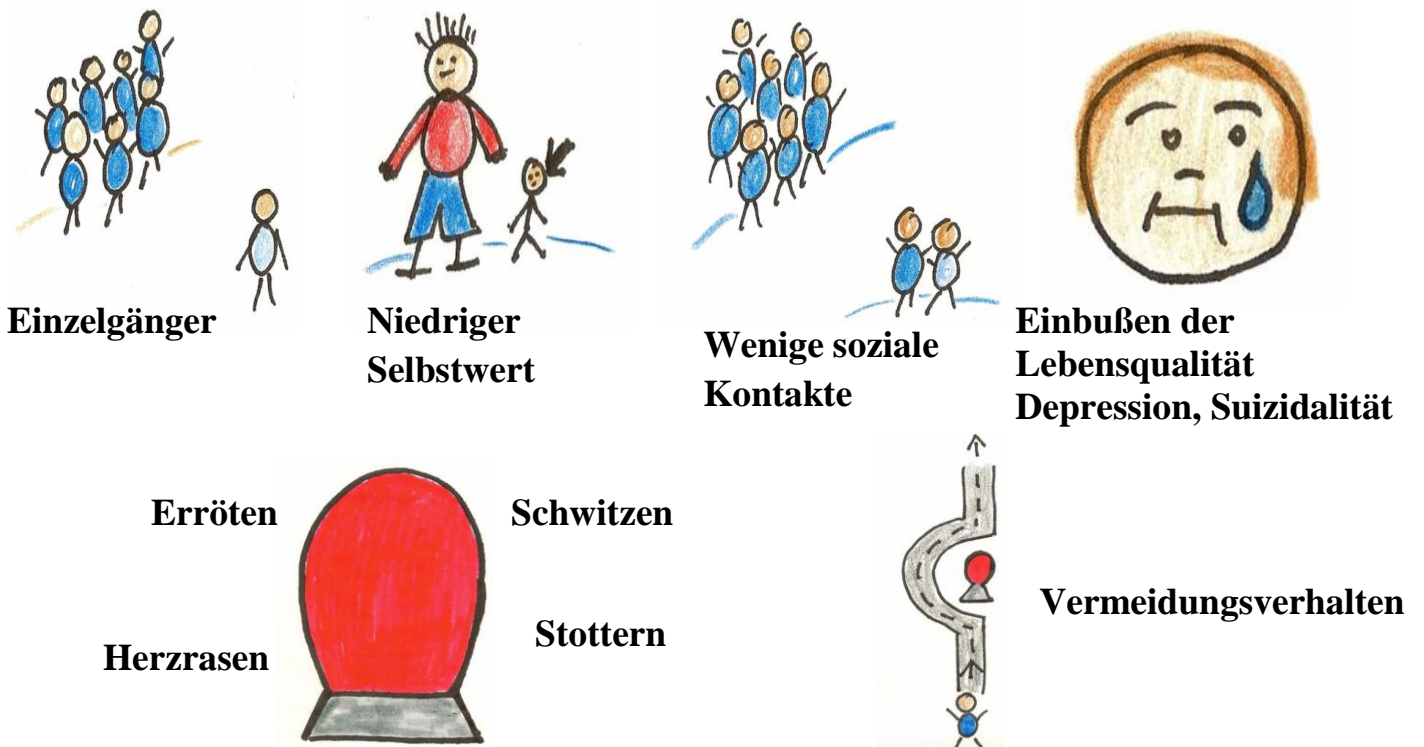 Einzelgänger
Niedriger
Selbstwert
Wenige soziale
Kontakte
Einbußen der
Lebensqualität
Depression, Suizidalität
Erröten
Schwitzen
Herzrasen
Stottern
Vermeidungsverhalten